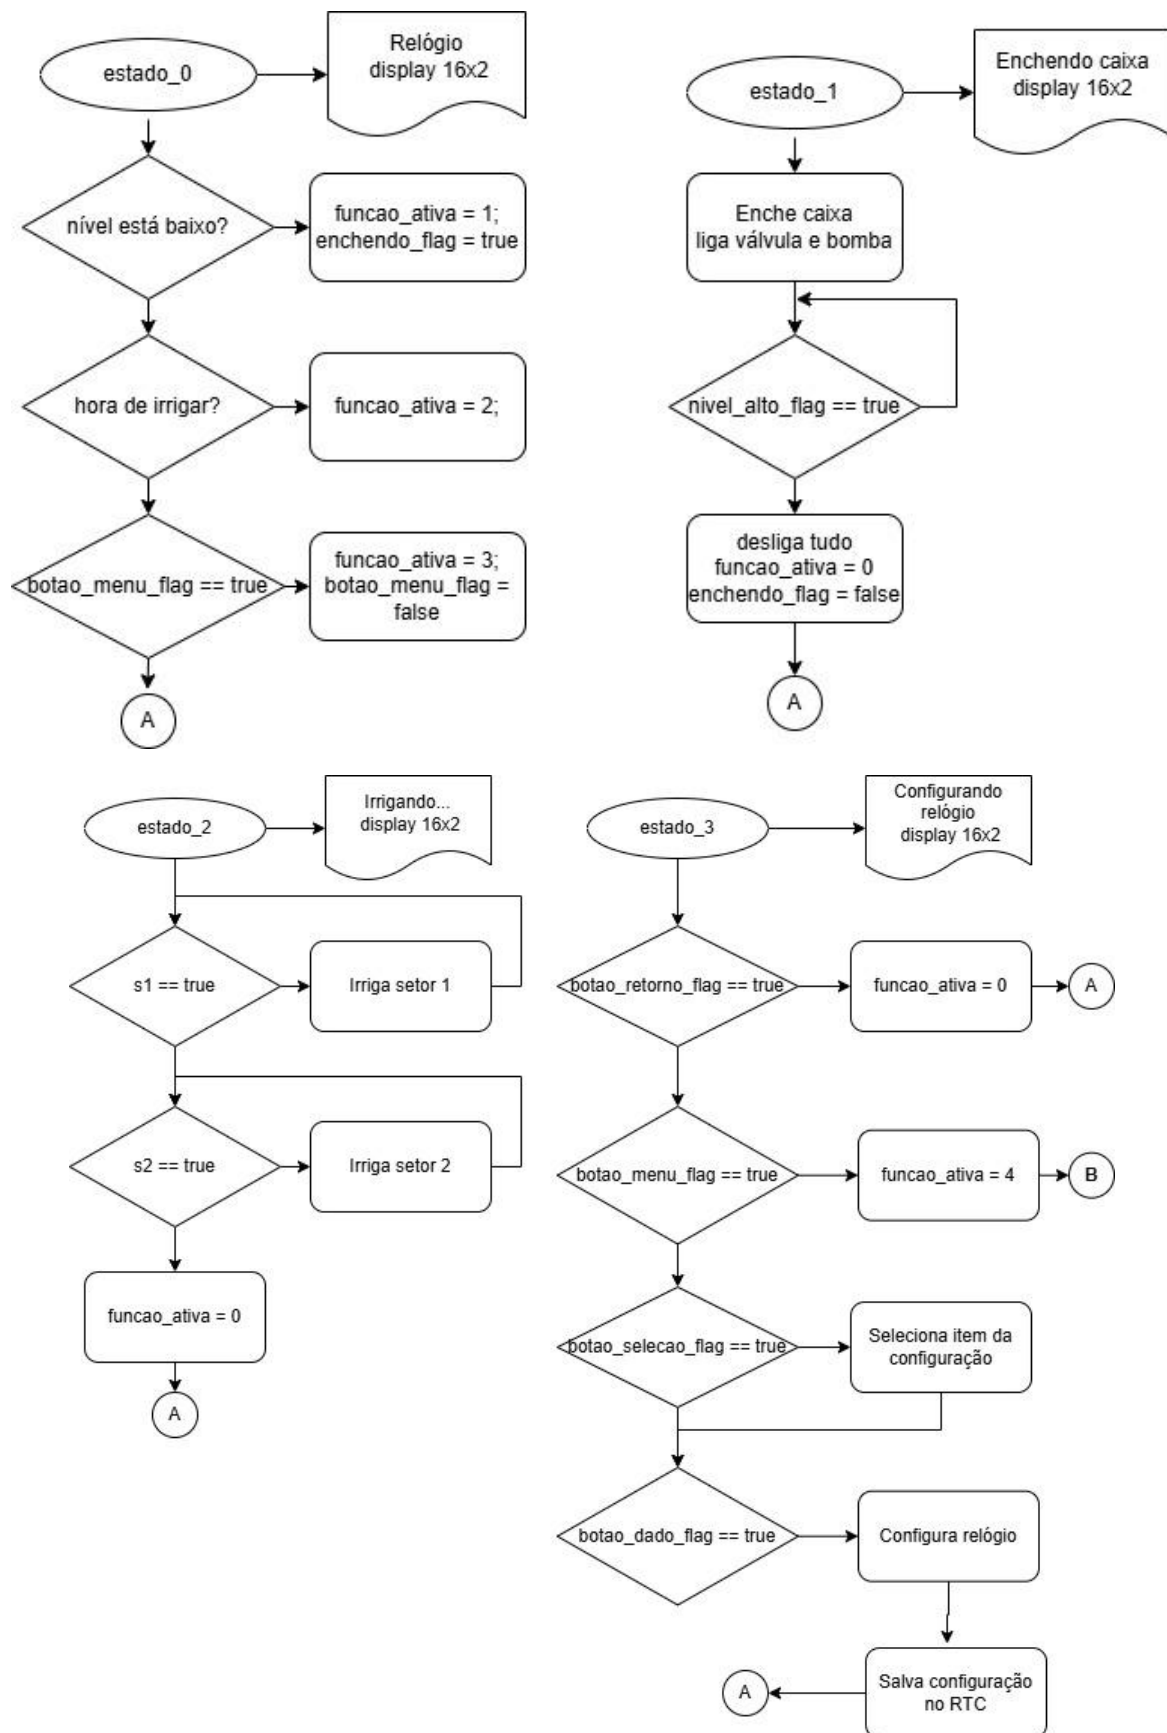 estado_0
Relógio
display 16x2
nível está baixo?
funcao_ativa = 1;
enchendo_flag = true
hora de irrigar?
funcao_ativa = 2;
botao_menu_flag == true
funcao_ativa = 3;
botao_menu_flag =
false
A
estado_1
Enchendo caixa
display 16x2
Enche caixa
liga válvula e bomba
nivel_alto_flag == true
desliga tudo
funcao_ativa = 0
enchendo_flag = false
A
estado_2
Irrigando...
display 16x2
s1 == true
Irriga setor 1
s2 == true
Irriga setor 2
funcao_ativa = 0
A
estado_3
Configurando
relógio
display 16x2
botao_retorno_flag == true
funcao_ativa = 0
A
botao_menu_flag == true
funcao_ativa = 4
B
botao_selecao_flag == true
Seleciona item da
configuração
botao_dado_flag == true
Configura relógio
Salva configuração
no RTC
A